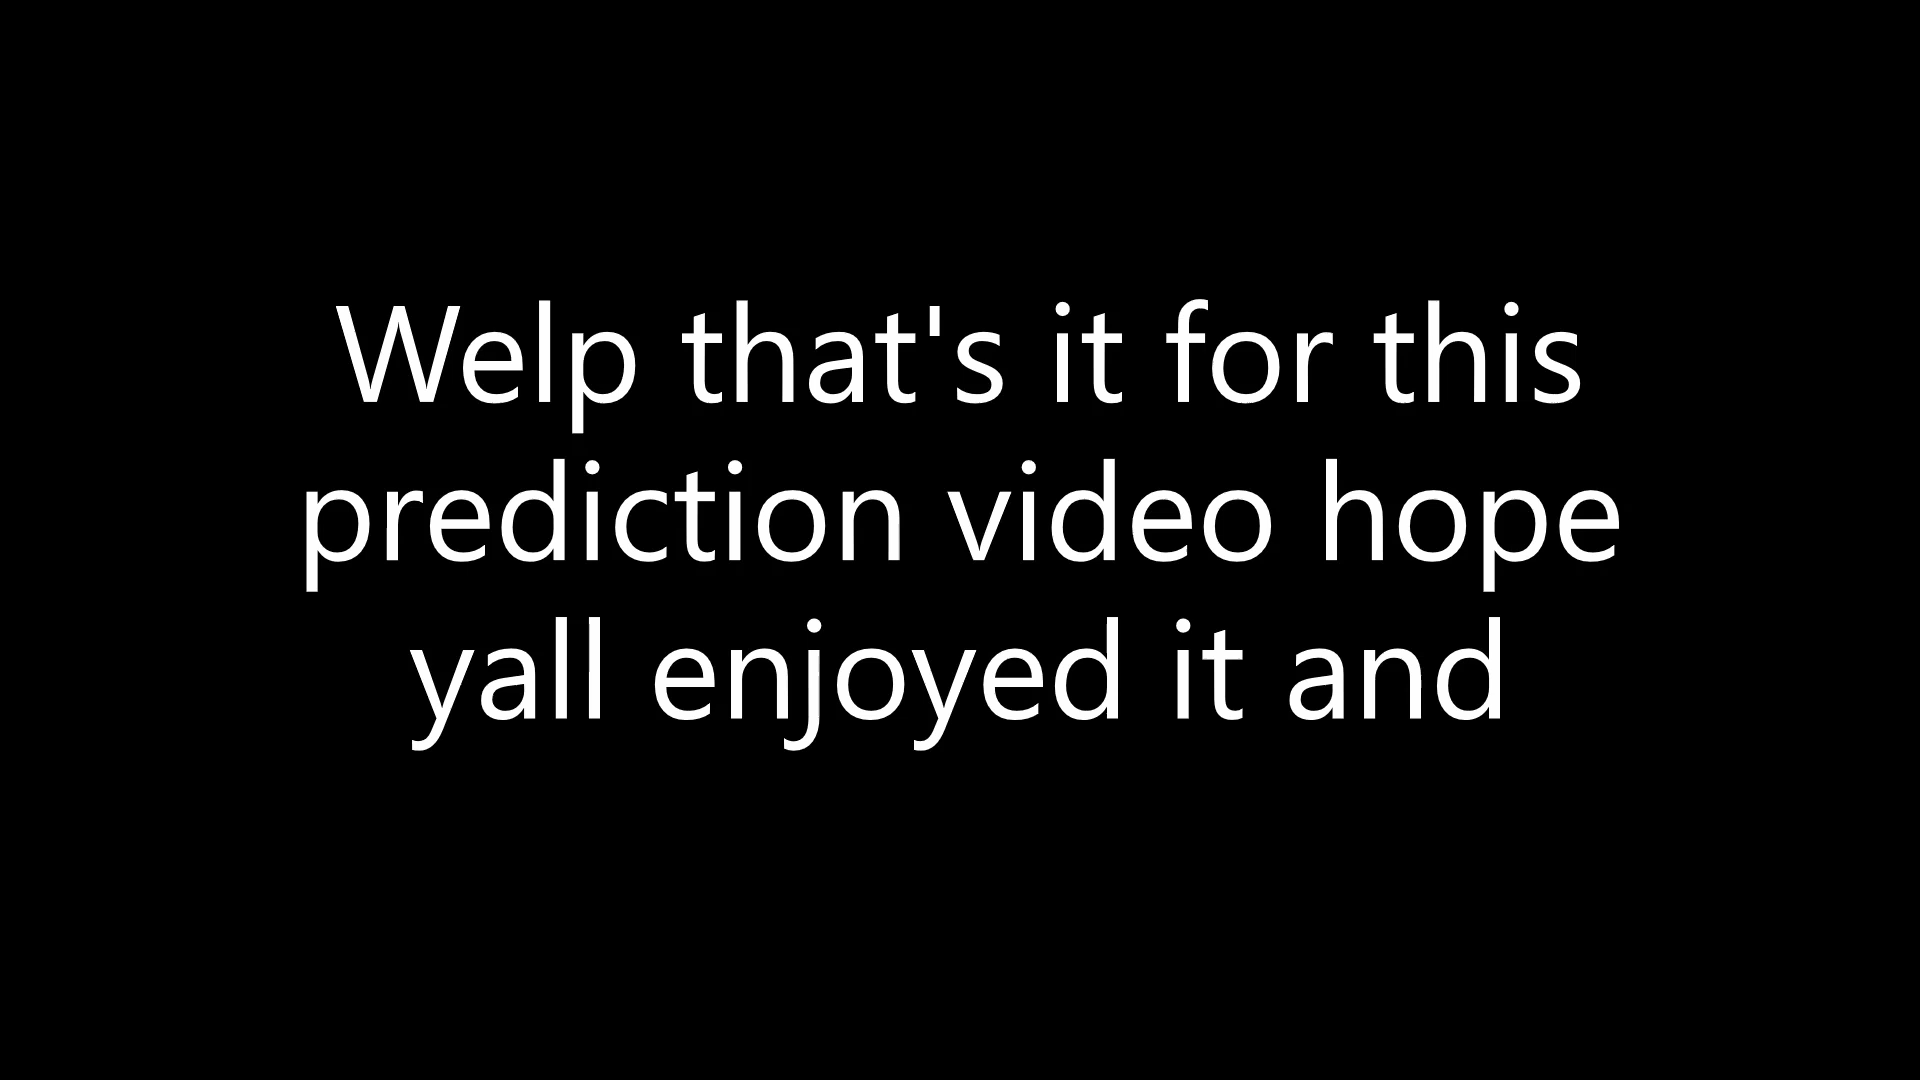 Welp that's it for this
prediction video hope
yall enjoyed it and